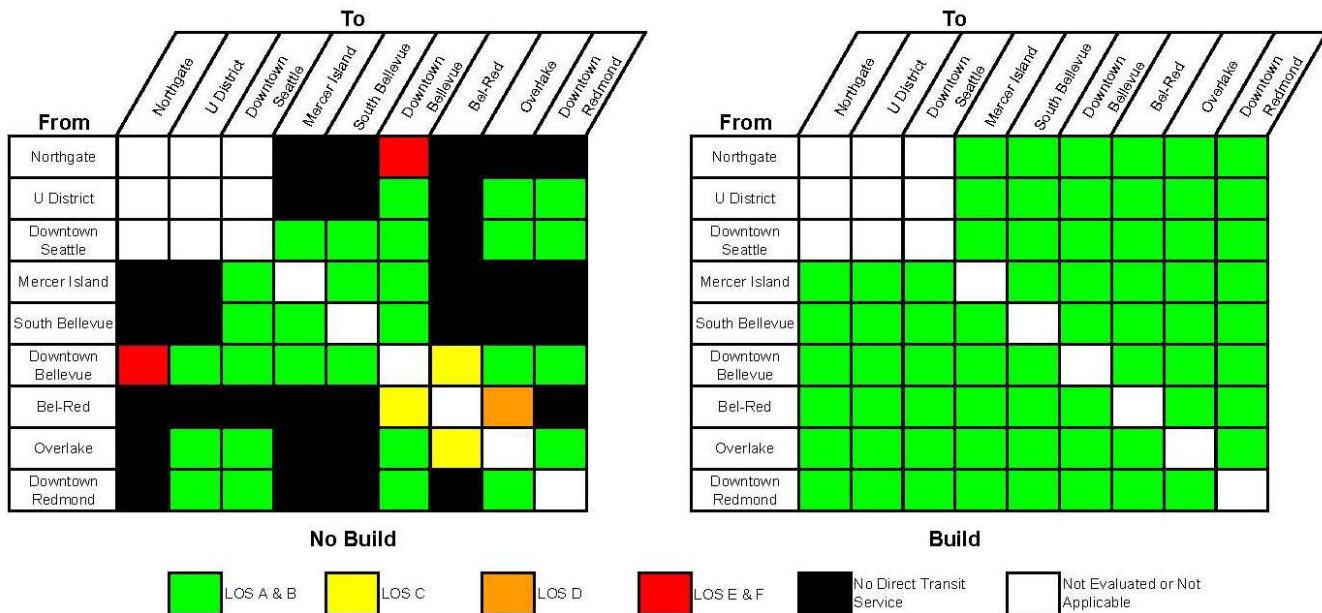 To
Northgate
U District
Downtown
Seattle
Mercer Island
South Bellevue
Downtown
Bellevue
Bel-Red
Overlake
Downtown
Redmond
From
Northgate
U District
Downtown
Seattle
Mercer Island
South Bellevue
Downtown
Bellevue
Bel-Red
Overlake
Downtown
Redmond
No Build
To
Northgate
U District
Downtown
Seattle
Mercer Island
South Bellevue
Downtown
Bellevue
Bel-Red
Overlake
Downtown
Redmond
From
Northgate
U District
Downtown
Seattle
Mercer Island
South Bellevue
Downtown
Bellevue
Bel-Red
Overlake
Downtown
Redmond
Build
LOS A & B
LOS C
LOS D
LOS E & F
No Direct Transit
Service
Not Evaluated or Not
Applicable